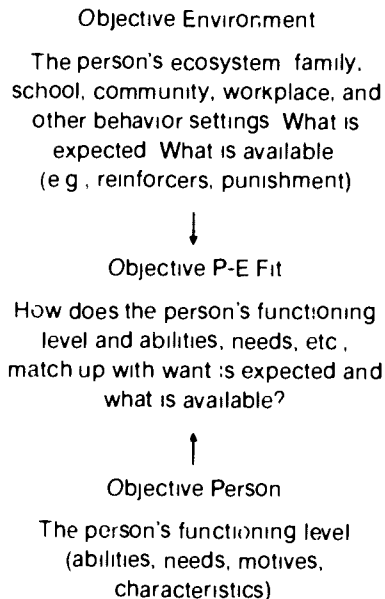 Objective Environment
The person's ecosystem family.
school, community, workplace, and
other behavior settings What is
expected What is available
(e g , reinforcers, punishment)
Objective P-E Fit
How does the person's functioning
level and abilities, needs, etc ,
match up with want is expected and
what is available?
Objective Person
The person's functioning level
(abilities, needs, motives,
characteristics)